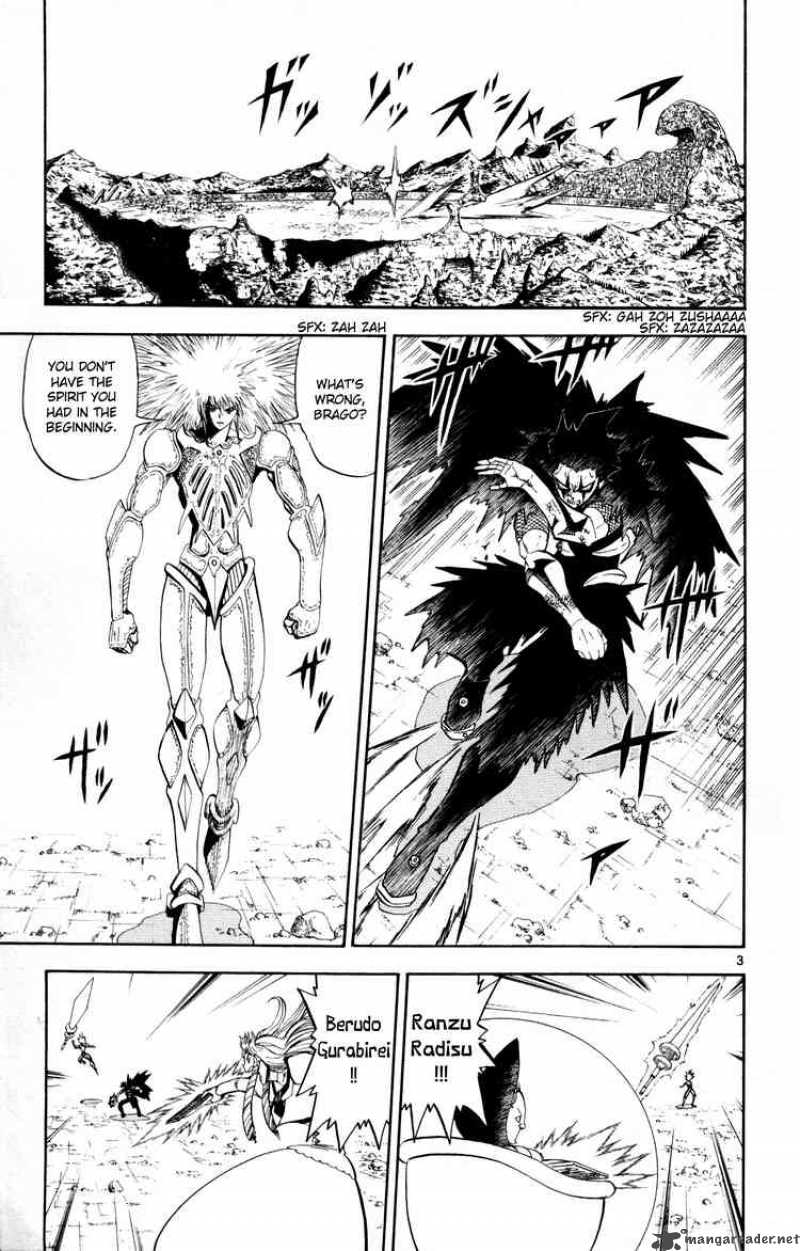 ガッ ゾッ ズシャァァア
SFX: GAH ZOH ZUSHAAAA
SFX: ZAZAZAZAA
SFX: ZAH ZAH
WHAT'S
WRONG,
BRAGO?
YOU DON'T
HAVE THE
SPIRIT YOU
HAD IN THE
BEGINNING.
ザッ
ザッ
3
Ranzu
Radisu
!!!
Berudo
Gurabirei
!!
mangareader.net